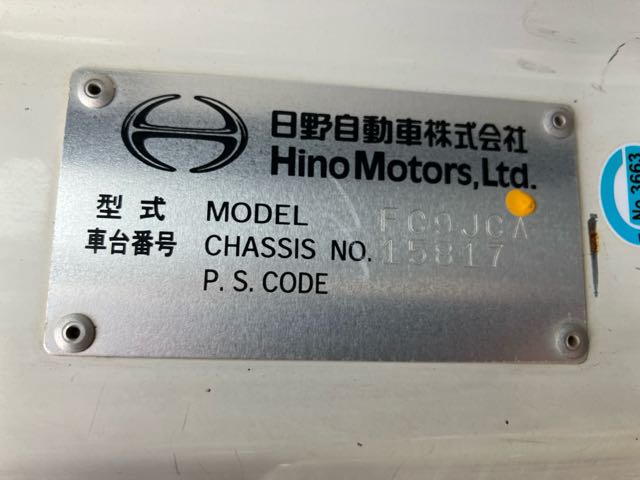 日野自動車株式会社
Hino Motors, Ltd.
型式 MODEL FC9JCA
車台番号 CHASSIS NO. 15817
P. S. CODE
No.3663